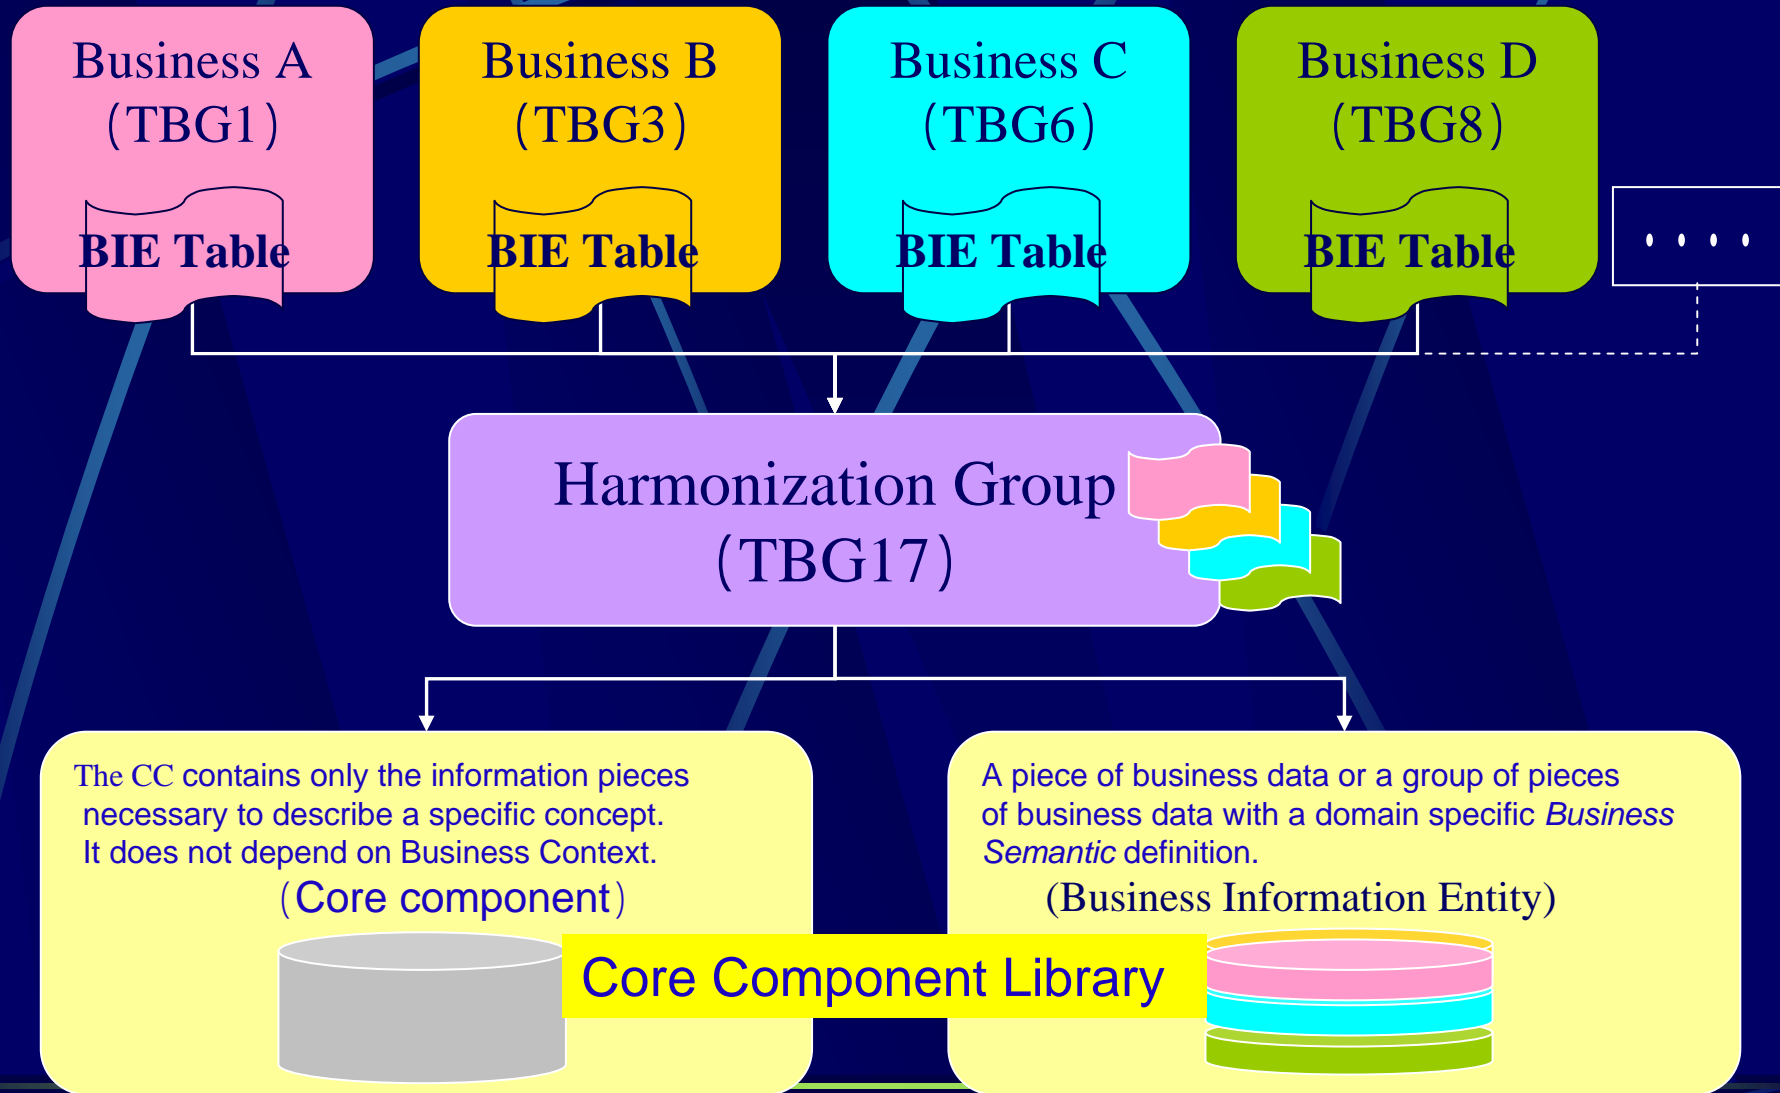 Business A
(TBG1)
BIE Table
Business B
(TBG3)
BIE Table
Business C
(TBG6)
BIE Table
Business D
(TBG8)
BIE Table
....
Harmonization Group
(TBG17)
The CC contains only the information pieces
necessary to describe a specific concept.
It does not depend on Business Context.
(Core component)
A piece of business data or a group of pieces
of business data with a domain specific Business
Semantic definition.
(Business Information Entity)
Core Component Library